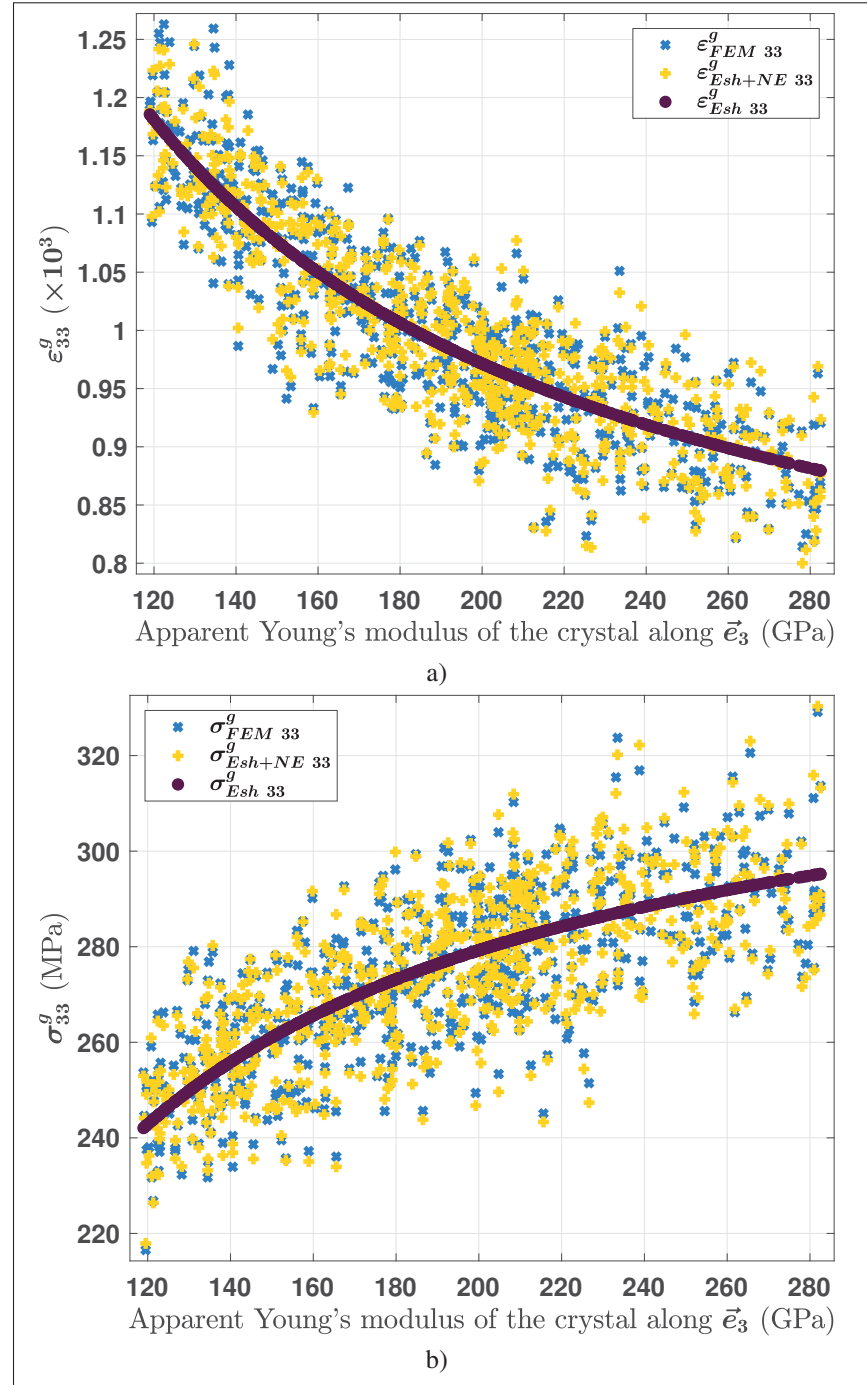 1.25
1.2
1.15
1.1
1.05
1
0.95
0.9
0.85
0.8
ε^g_33 (×10^3)
ε^g_FEM 33
ε^g_Esh+NE 33
ε^g_Esh 33
120 140 160 180 200 220 240 260 280
Apparent Young's modulus of the crystal along e⃗_3 (GPa)
a)
320
300
280
260
240
220
σ^g_33 (MPa)
σ^g_FEM 33
σ^g_Esh+NE 33
σ^g_Esh 33
120 140 160 180 200 220 240 260 280
Apparent Young's modulus of the crystal along e⃗_3 (GPa)
b)